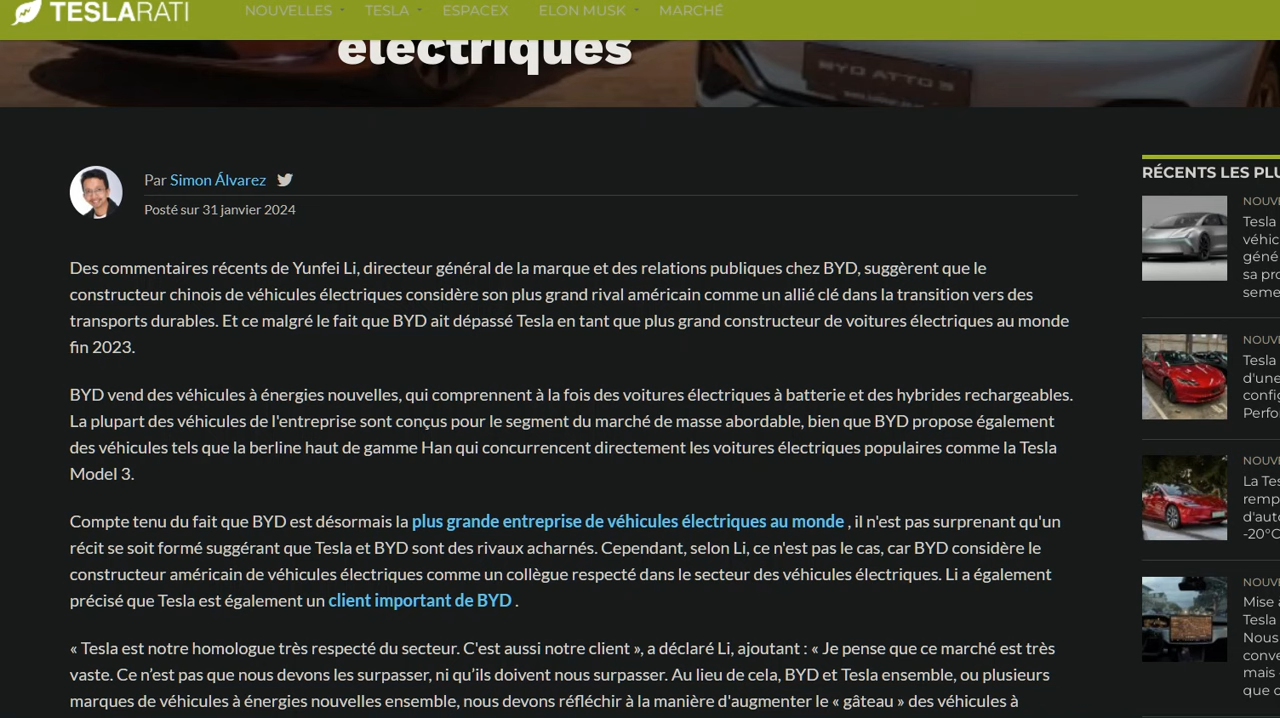 TESLARATI
NOUVELLES TESLA ESPACEX ELON MUSK MARCHÉ
électriques
BYD ATTO 3
Par Simon Álvarez
Posté sur 31 janvier 2024
Des commentaires récents de Yunfei Li, directeur général de la marque et des relations publiques chez BYD, suggèrent que le
constructeur chinois de véhicules électriques considère son plus grand rival américain comme un allié clé dans la transition vers des
transports durables. Et ce malgré le fait que BYD ait dépassé Tesla en tant que plus grand constructeur de voitures électriques au monde
fin 2023.
BYD vend des véhicules à énergies nouvelles, qui comprennent à la fois des voitures électriques à batterie et des hybrides rechargeables.
La plupart des véhicules de l'entreprise sont conçus pour le segment du marché de masse abordable, bien que BYD propose également
des véhicules tels que la berline haut de gamme Han qui concurrencent directement les voitures électriques populaires comme la Tesla
Model 3.
Compte tenu du fait que BYD est désormais la plus grande entreprise de véhicules électriques au monde , il n'est pas surprenant qu'un
récit se soit formé suggérant que Tesla et BYD sont des rivaux acharnés. Cependant, selon Li, ce n'est pas le cas, car BYD considère le
constructeur américain de véhicules électriques comme un collègue respecté dans le secteur des véhicules électriques. Li a également
précisé que Tesla est également un client important de BYD .
« Tesla est notre homologue très respecté du secteur. C'est aussi notre client », a déclaré Li, ajoutant : « Je pense que ce marché est très
vaste. Ce n’est pas que nous devons les surpasser, ni qu’ils doivent nous surpasser. Au lieu de cela, BYD et Tesla ensemble, ou plusieurs
marques de véhicules à énergies nouvelles ensemble, nous devons réfléchir à la manière d'augmenter le « gâteau » des véhicules à
RÉCENTS LES PLU
NOUVE
Tesla
véhic
géné
sa pro
seme
NOUVE
Tesla
d'une
config
Perfo
NOUVE
La Tes
remp
d'auto
-20°C
NOUVE
Mise à
Tesla
Nous
conve
mais
que c